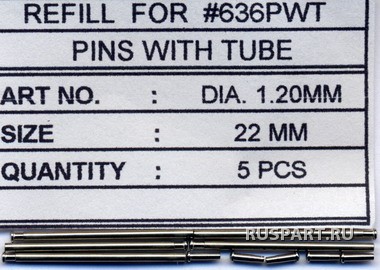 REFILL FOR #636PWT
PINS WITH TUBE
ART NO. : DIA. 1.20MM
SIZE : 22 MM
QUANTITY : 5 PCS
RUSPART.RU